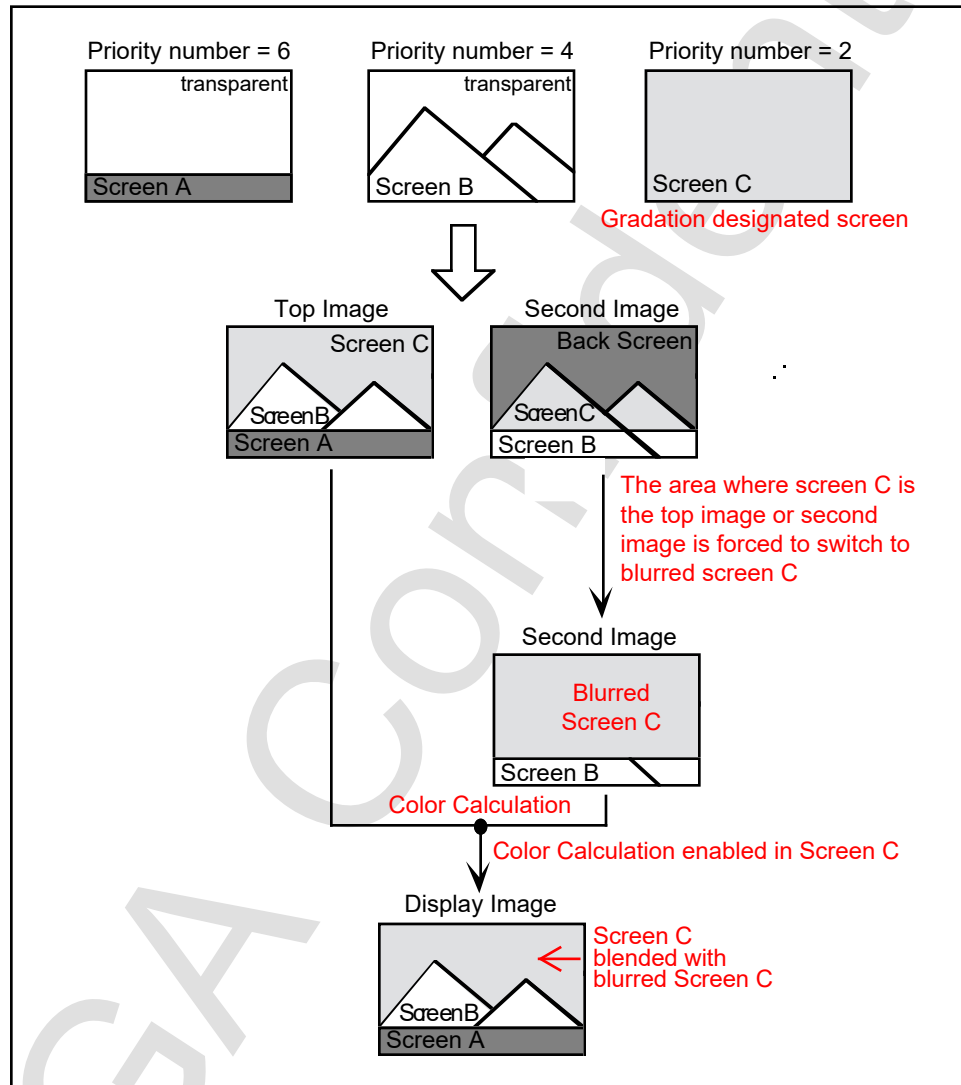 Priority number = 6
Priority number = 4
Priority number = 2
transparent
Screen A
transparent
Screen B
Screen C
Gradation designated screen
Top Image
Second Image
Screen C
ScreenB
Screen A
Back Screen
ScreenC
Screen B
The area where screen C is
the top image or second
image is forced to switch to
blurred screen C
Second Image
Blurred
Screen C
Screen B
Color Calculation
Color Calculation enabled in Screen C
Display Image
Screen C
blended with
blurred Screen C
ScreenB
Screen A
GA Confident